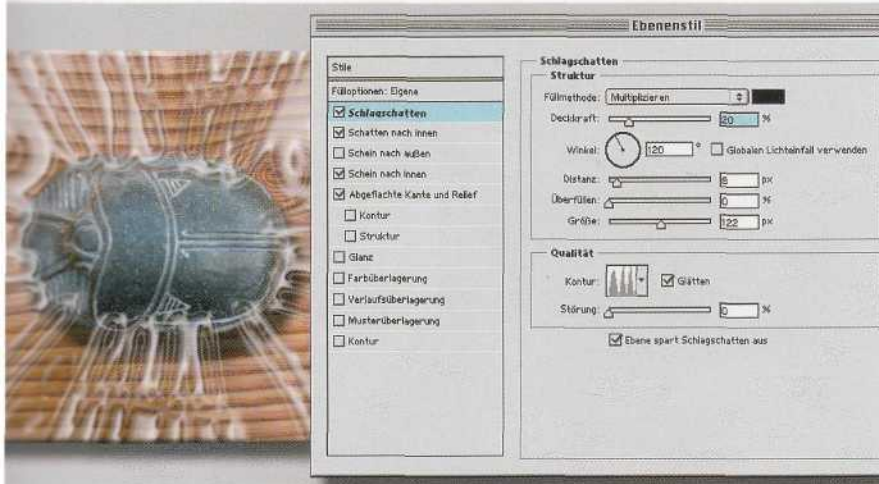 Ebenenstil
Stile
Fülloptionen: Eigene
Schlagschatten
Schatten nach innen
Schein nach außen
Schein nach innen
Abgeflachte Kante und Relief
Kontur
Struktur
Glanz
Farbüberlagerung
Verlaufsüberlagerung
Musterüberlagerung
Kontur
Schlagschatten
Struktur
Füllmethode: Multiplizieren
Deckkraft: 20 %
Winkel: 120 ° Globalen Lichteinfall verwenden
Distanz: 8 px
Überfüllen: 0 %
Größe: 122 px
Qualität
Kontur: Glätten
Störung: 0 %
Ebene spart Schlagschatten aus